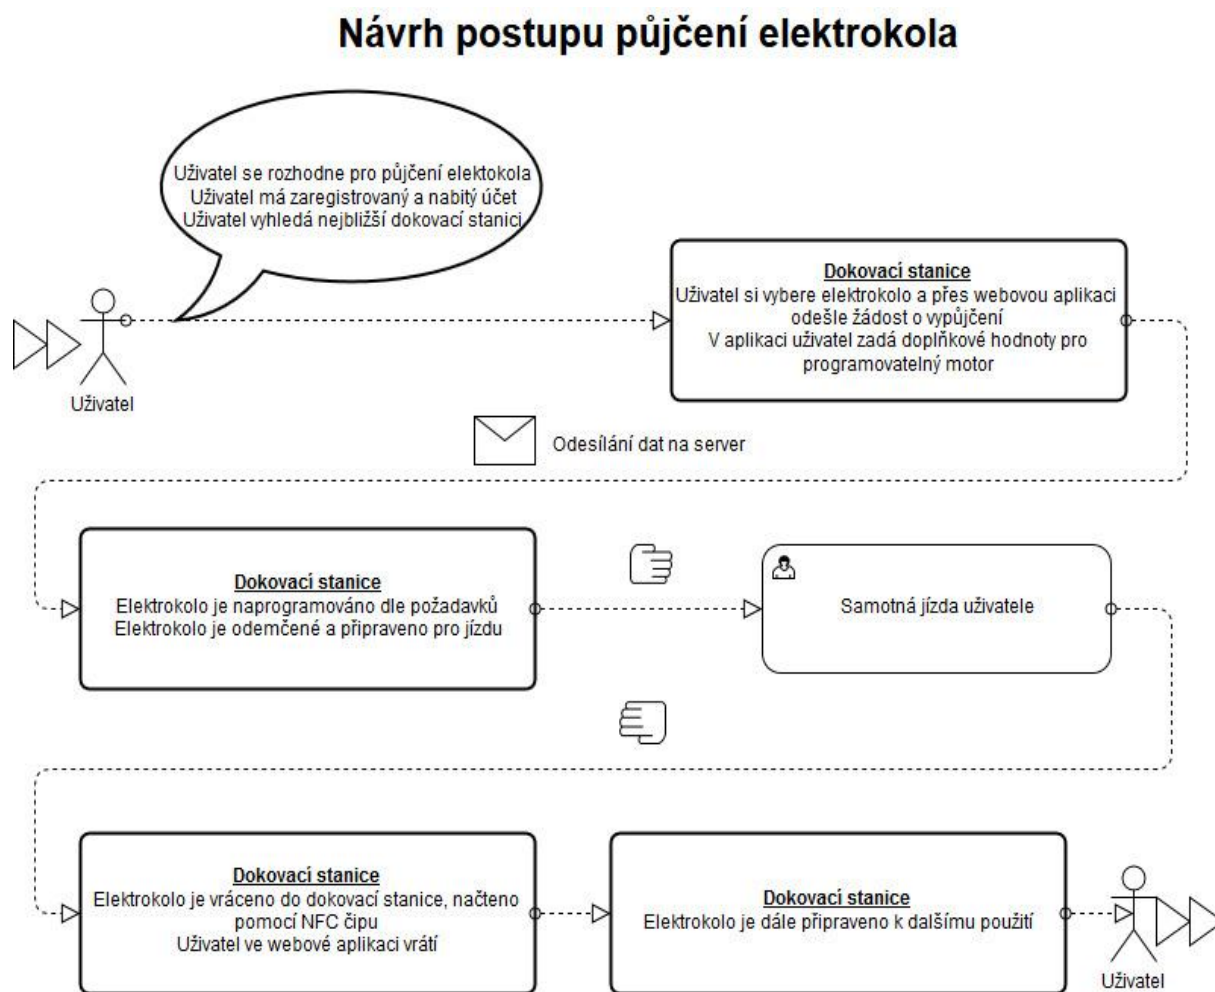 Návrh postupu půjčení elektrokola
Uživatel se rozhodne pro půjčení elektokola
Uživatel má zaregistrovaný a nabitý účet
Uživatel vyhledá nejbližší dokovací stanici
Dokovací stanice
Uživatel si vybere elektrokolo a přes webovou aplikaci
odešle žádost o vypůjčení
V aplikaci uživatel zadá doplňkové hodnoty pro
programovatelný motor
Uživatel
Odesílání dat na server
Dokovací stanice
Elektrokolo je naprogramováno dle požadavků
Elektrokolo je odemčené a připraveno pro jízdu
Samotná jízda uživatele
Dokovací stanice
Elektrokolo je vráceno do dokovací stanice, načteno
pomocí NFC čipu
Uživatel ve webové aplikaci vrátí
Dokovací stanice
Elektrokolo je dále připraveno k dalšímu použití
Uživatel